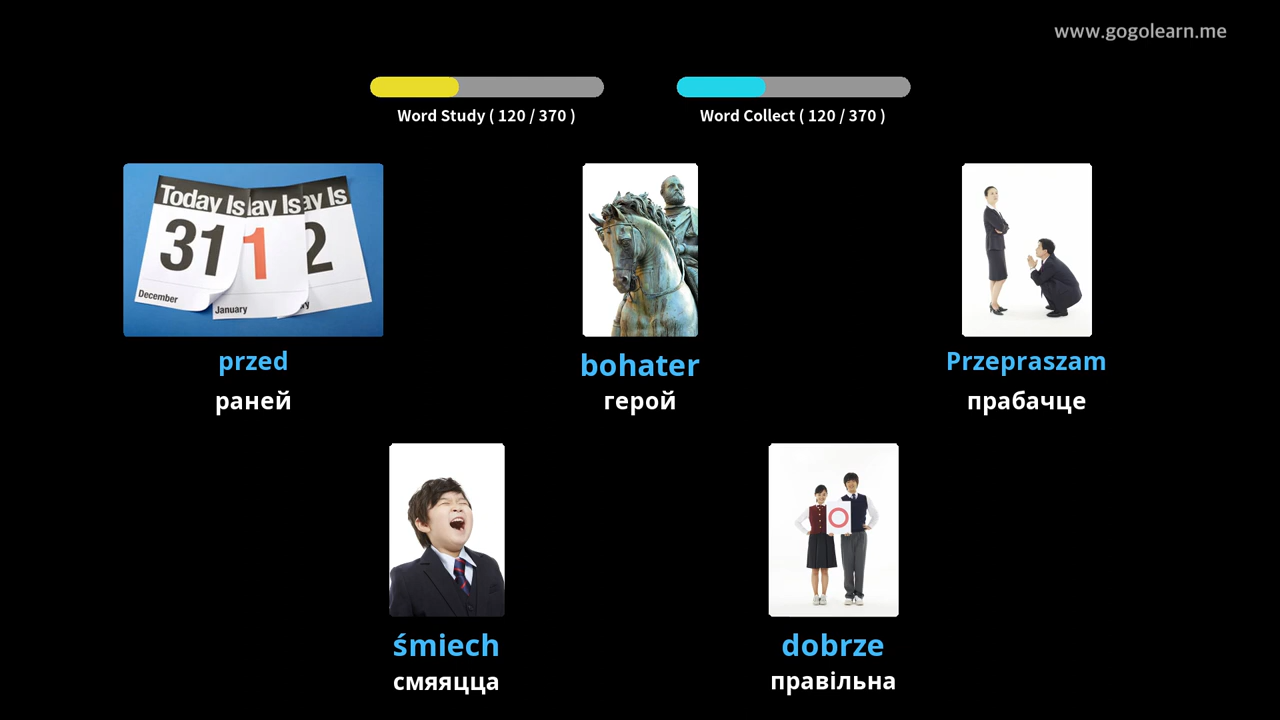 www.gogolearn.me
Word Study ( 120 / 370 )
Word Collect ( 120 / 370 )
Today Is
ay Is
ay Is
31
1
2
December
January
ry
przed
раней
bohater
герой
Przepraszam
прабачце
śmiech
смяяцца
dobrze
правільна